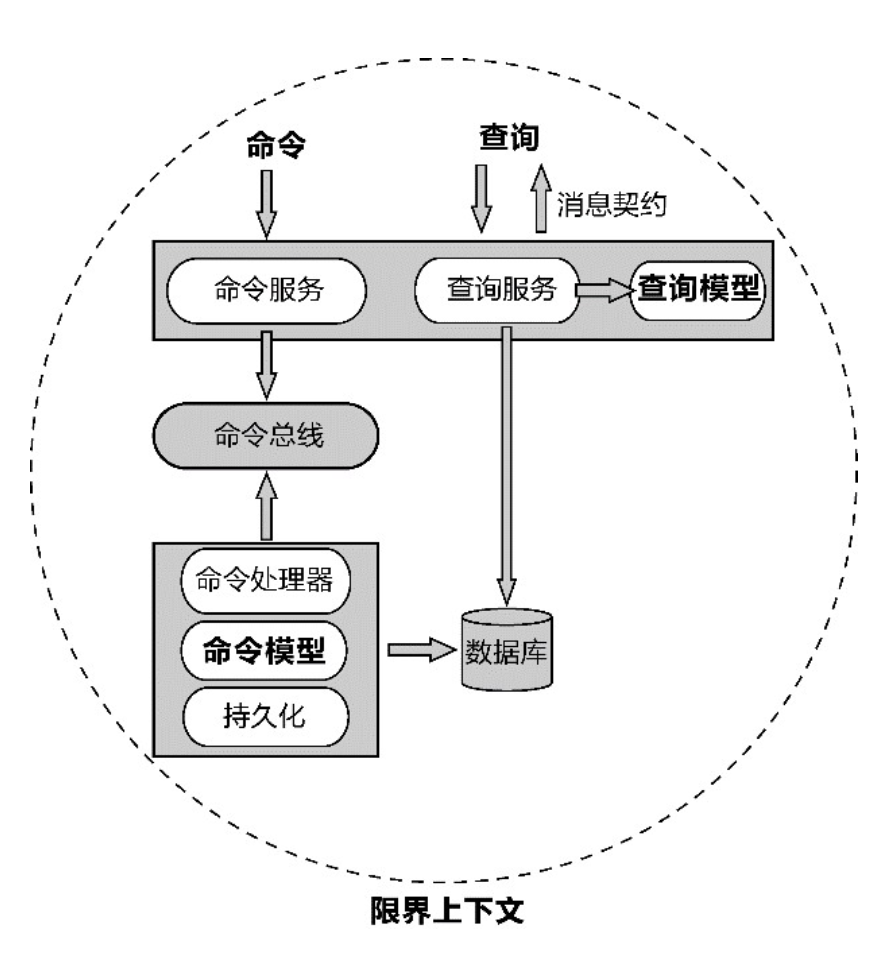 命令
查询
消息契约
命令服务
查询服务
查询模型
命令总线
命令处理器
命令模型
数据库
持久化
限界上下文